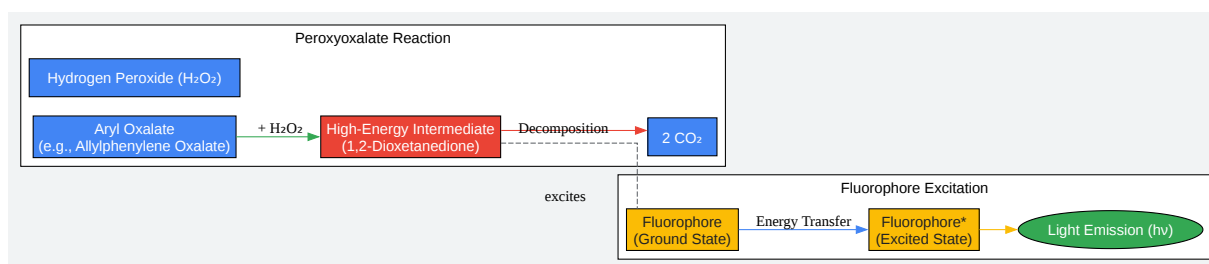 Peroxyoxalate Reaction
Hydrogen Peroxide (H₂O₂)
Aryl Oxalate
(e.g., Allylphenylene Oxalate)
+ H₂O₂
High-Energy Intermediate
(1,2-Dioxetanedione)
Decomposition
2 CO₂
excites
Fluorophore Excitation
Fluorophore
(Ground State)
Energy Transfer
Fluorophore*
(Excited State)
Light Emission (hν)